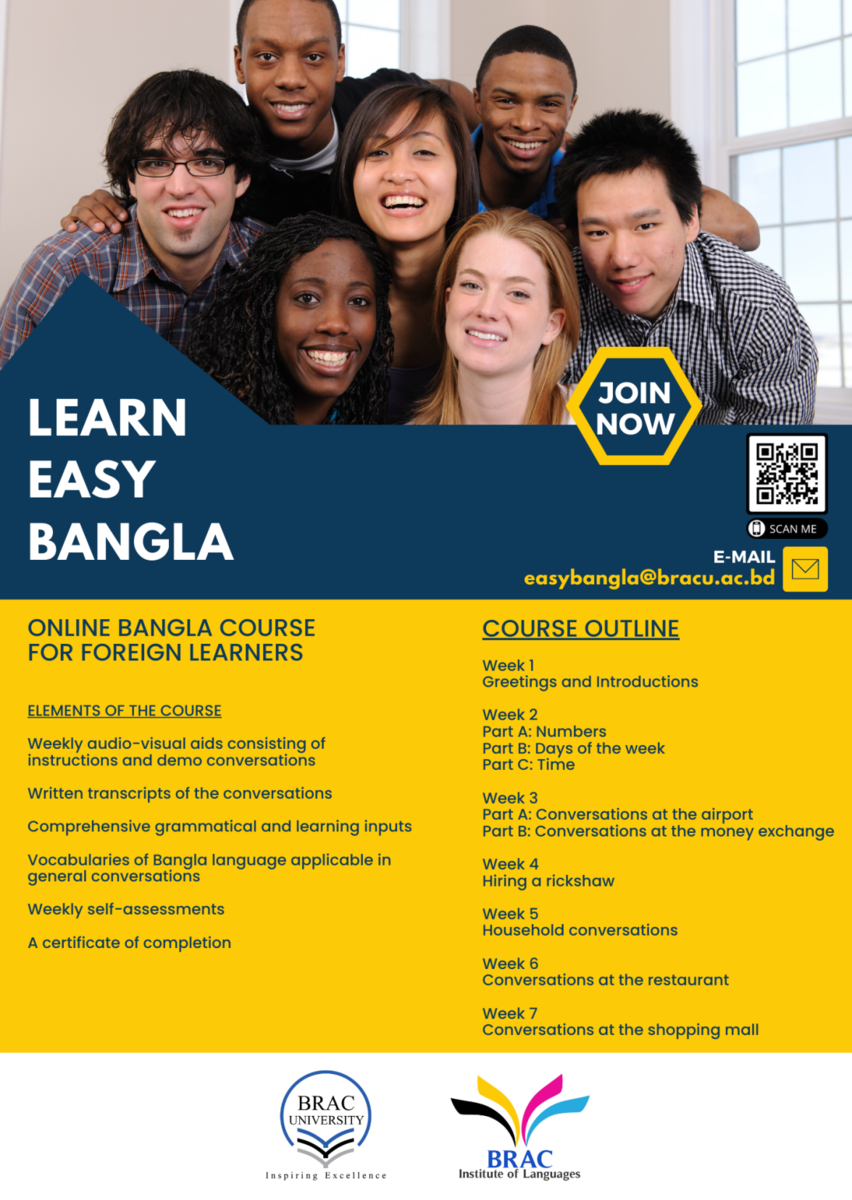 LEARN
EASY
BANGLA
JOIN
NOW
SCAN ME
E-MAIL
easybangla@bracu.ac.bd
ONLINE BANGLA COURSE
FOR FOREIGN LEARNERS
ELEMENTS OF THE COURSE
Weekly audio-visual aids consisting of
instructions and demo conversations
Written transcripts of the conversations
Comprehensive grammatical and learning inputs
Vocabularies of Bangla language applicable in
general conversations
Weekly self-assessments
A certificate of completion
COURSE OUTLINE
Week 1
Greetings and Introductions
Week 2
Part A: Numbers
Part B: Days of the week
Part C: Time
Week 3
Part A: Conversations at the airport
Part B: Conversations at the money exchange
Week 4
Hiring a rickshaw
Week 5
Household conversations
Week 6
Conversations at the restaurant
Week 7
Conversations at the shopping mall
BRAC
UNIVERSITY
Inspiring Excellence
BRAC
Institute of Languages